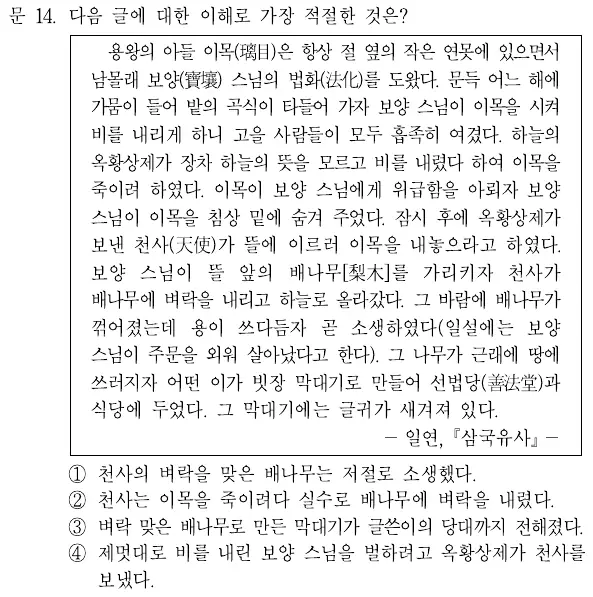 문 14. 다음 글에 대한 이해로 가장 적절한 것은?
용왕의 아들 이목(璃目)은 항상 절 옆의 작은 연못에 있으면서
남몰래 보양(寶壤) 스님의 법화(法化)를 도왔다. 문득 어느 해에
가뭄이 들어 밭의 곡식이 타들어 가자 보양 스님이 이목을 시켜
비를 내리게 하니 고을 사람들이 모두 흡족히 여겼다. 하늘의
옥황상제가 장차 하늘의 뜻을 모르고 비를 내렸다 하여 이목을
죽이려 하였다. 이목이 보양 스님에게 위급함을 아뢰자 보양
스님이 이목을 침상 밑에 숨겨 주었다. 잠시 후에 옥황상제가
보낸 천사(天使)가 뜰에 이르러 이목을 내놓으라고 하였다.
보양 스님이 뜰 앞의 배나무[梨木]를 가리키자 천사가
배나무에 벼락을 내리고 하늘로 올라갔다. 그 바람에 배나무가
꺾어졌는데 용이 쓰다듬자 곧 소생하였다(일설에는 보양
스님이 주문을 외워 살아났다고 한다). 그 나무가 근래에 땅에
쓰러지자 어떤 이가 빗장 막대기로 만들어 선법당(善法堂)과
식당에 두었다. 그 막대기에는 글귀가 새겨져 있다.
- 일연, 『삼국유사』 -
① 천사의 벼락을 맞은 배나무는 저절로 소생했다.
② 천사는 이목을 죽이려다 실수로 배나무에 벼락을 내렸다.
③ 벼락 맞은 배나무로 만든 막대기가 글쓴이의 당대까지 전해졌다.
④ 제멋대로 비를 내린 보양 스님을 벌하려고 옥황상제가 천사를
보냈다.